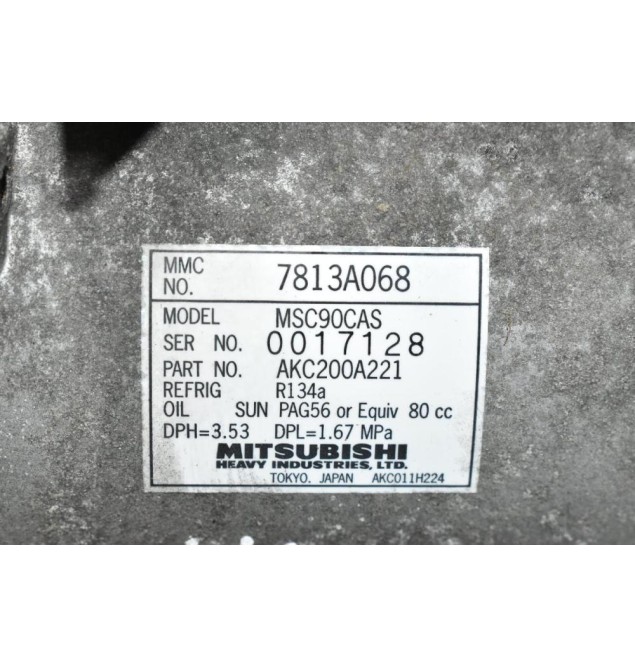 MMC NO. 7813A068
MODEL MSC90CAS
SER NO. 0017128
PART NO. AKC200A221
REFRIG R134a
OIL SUN PAG56 or Equiv 80 cc
DPH=3.53 DPL=1.67 MPa
MITSUBISHI
HEAVY INDUSTRIES, LTD.
TOKYO. JAPAN AKC011H224